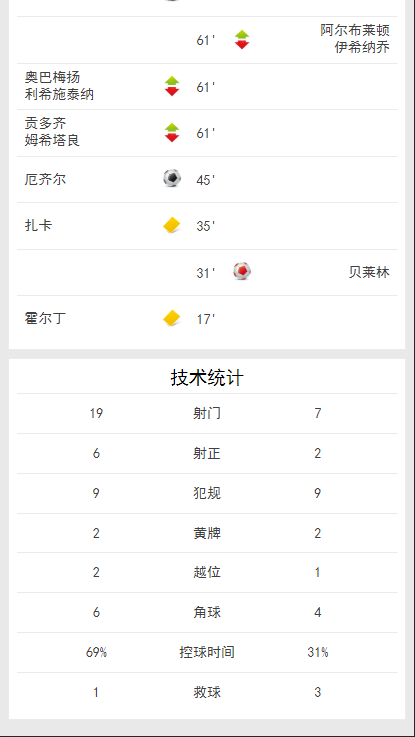 61' 阿尔布莱顿
伊希纳乔
奥巴梅扬
利希施泰纳 61'
贡多齐
姆希塔良 61'
厄齐尔 45'
扎卡 35'
31' 贝莱林
霍尔丁 17'
技术统计
19 射门 7
6 射正 2
9 犯规 9
2 黄牌 2
2 越位 1
6 角球 4
69% 控球时间 31%
1 救球 3